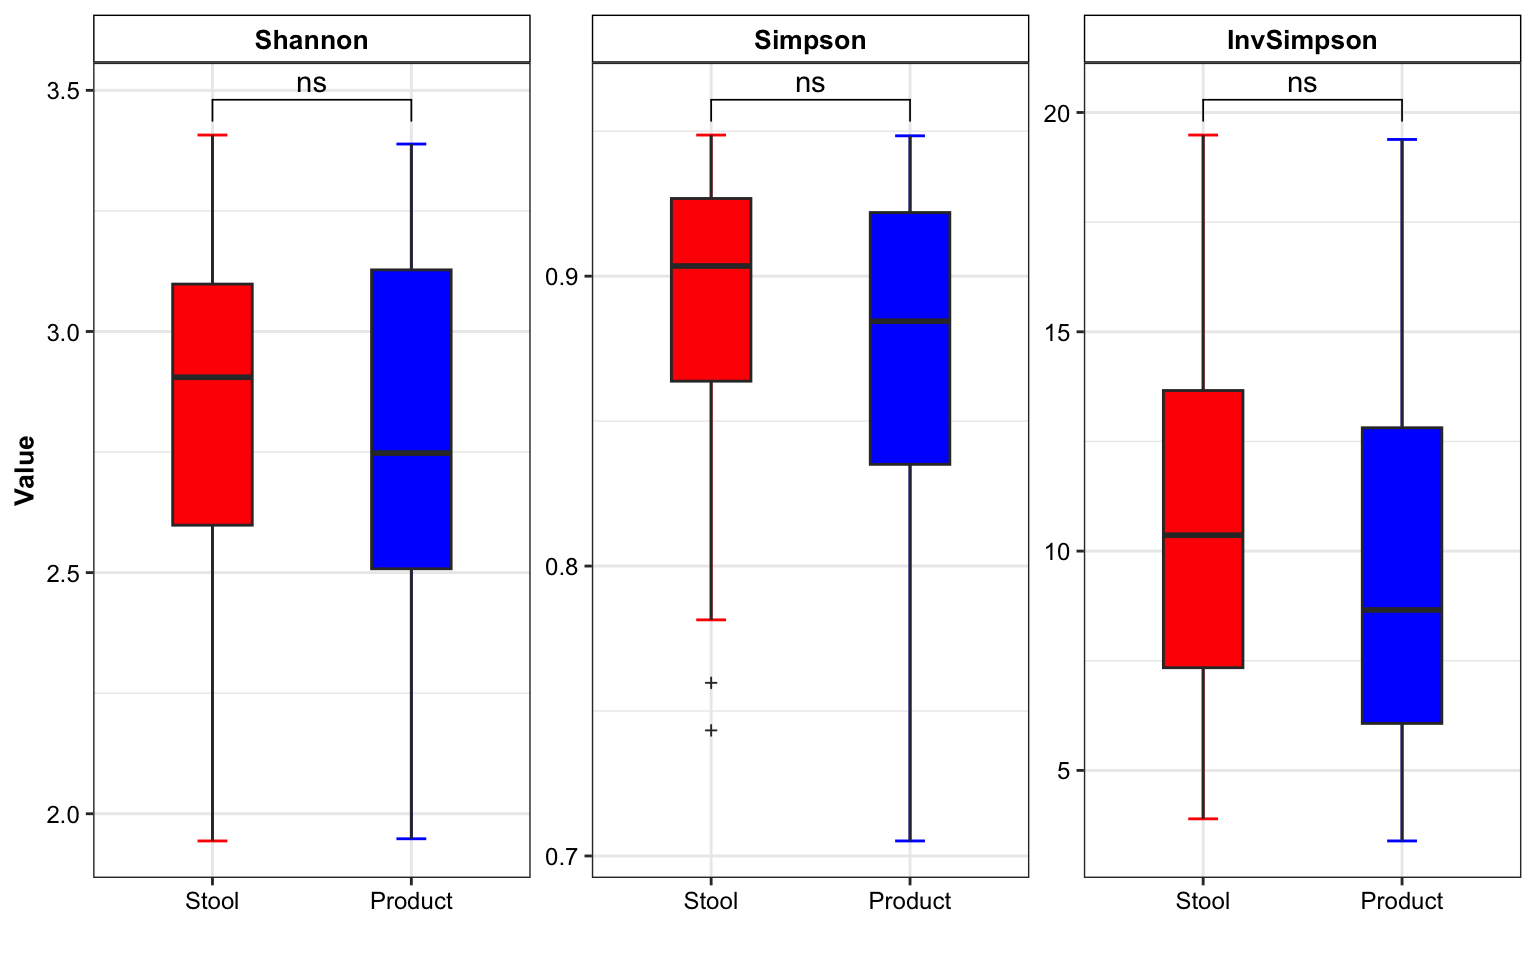 Shannon
Simpson
InvSimpson
ns
ns
ns
Value
3.5
3.0
2.5
2.0
0.9
0.8
0.7
20
15
10
5
Stool
Product
Stool
Product
Stool
Product